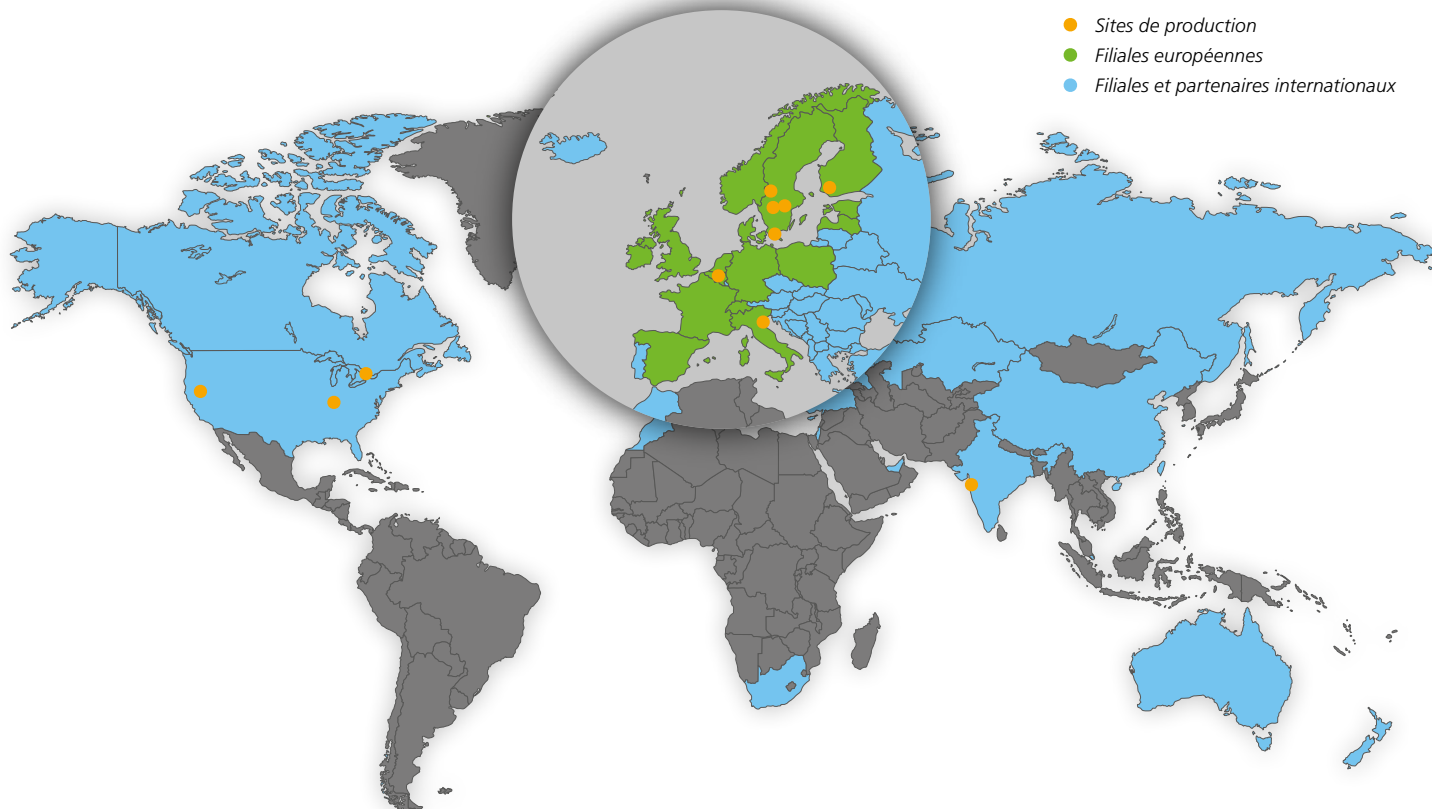 Sites de production
Filiales européennes
Filiales et partenaires internationaux